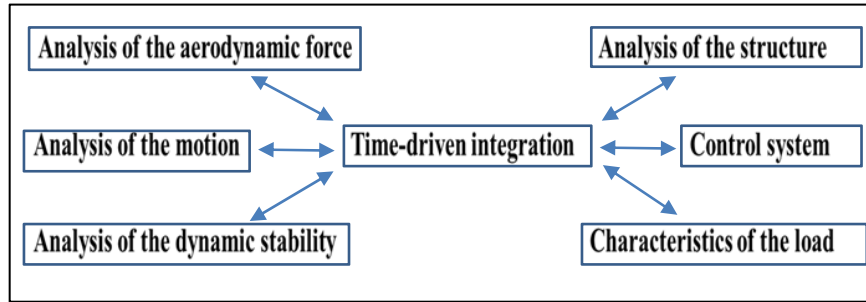 Analysis of the aerodynamic force
Analysis of the structure
Analysis of the motion
Time-driven integration
Control system
Analysis of the dynamic stability
Characteristics of the load